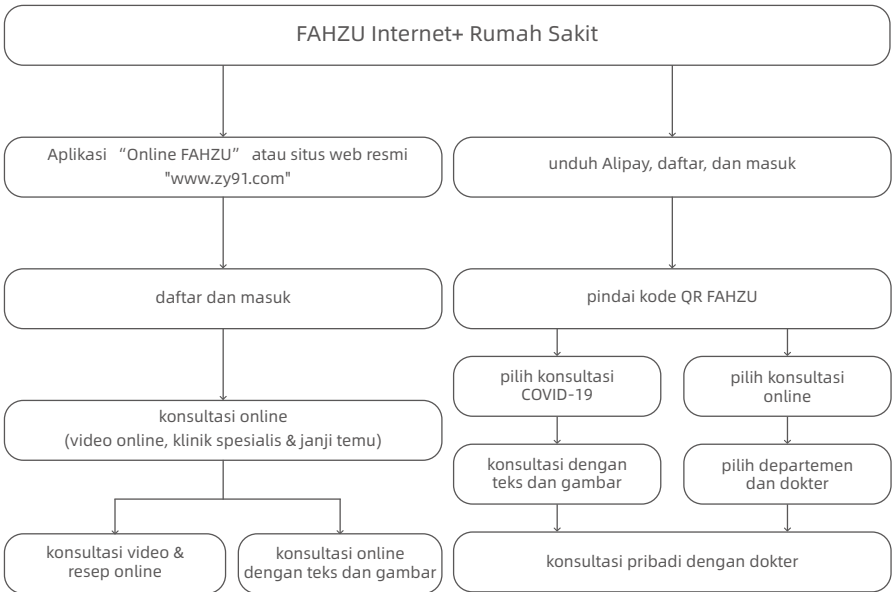 FAHZU Internet+ Rumah Sakit
Aplikasi “Online FAHZU” atau situs web resmi
"www.zy91.com"
unduh Alipay, daftar, dan masuk
daftar dan masuk
pindai kode QR FAHZU
pilih konsultasi
COVID-19
pilih konsultasi
online
konsultasi online
(video online, klinik spesialis & janji temu)
konsultasi dengan
teks dan gambar
pilih departemen
dan dokter
konsultasi video &
resep online
konsultasi online
dengan teks dan gambar
konsultasi pribadi dengan dokter